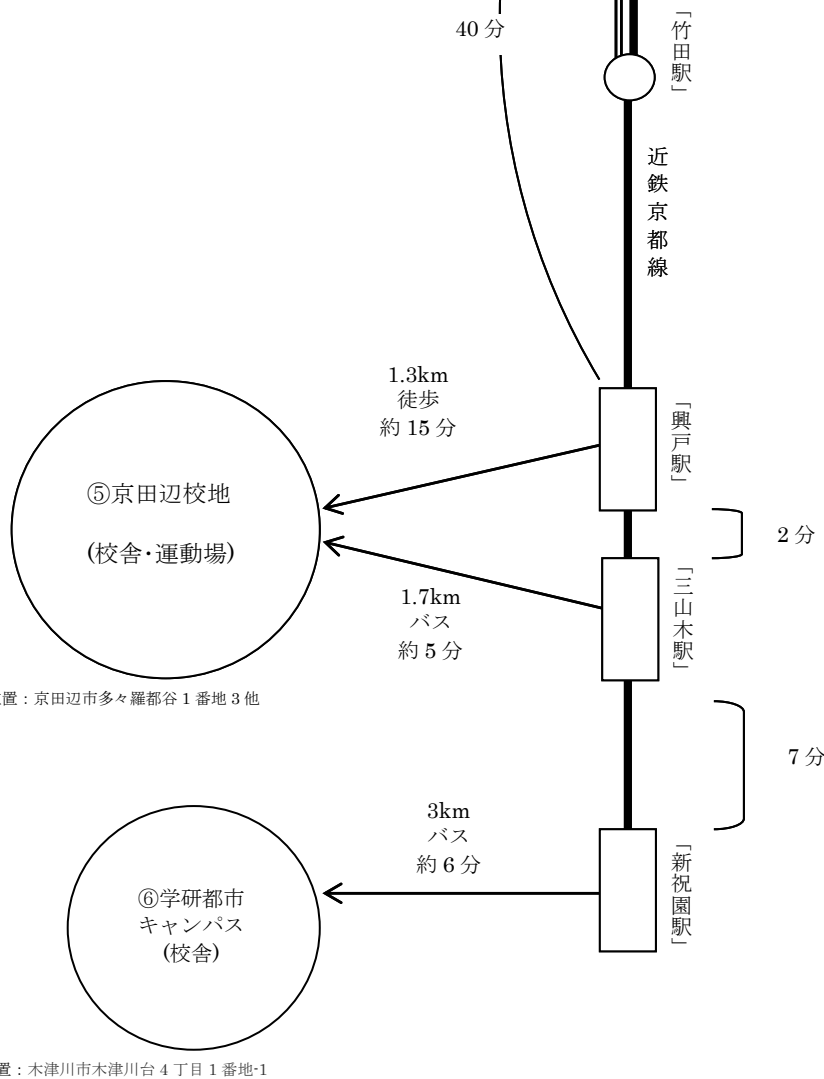 40 分
「竹田駅」
近鉄京都線
1.3km
徒歩
約 15 分
「興戸駅」
⑤京田辺校地
(校舎・運動場)
2 分
1.7km
バス
約 5 分
「三山木駅」
置：京田辺市多々羅都谷 1 番地 3 他
7 分
3km
バス
約 6 分
「新祝園駅」
⑥学研都市
キャンパス
(校舎)
置：木津川市木津川台 4 丁目 1 番地-1